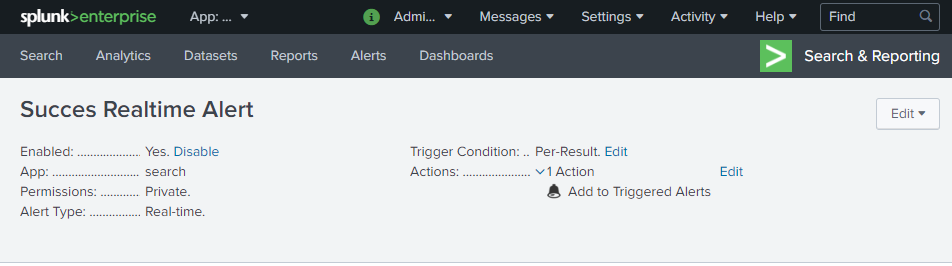 splunk>enterprise App: ... i Admi... Messages Settings Activity Help Find
Search Analytics Datasets Reports Alerts Dashboards > Search & Reporting
Succes Realtime Alert
Edit
Enabled: .................... Yes. Disable
App: ........................... search
Permissions: ............. Private.
Alert Type: ................ Real-time.
Trigger Condition: .. Per-Result. Edit
Actions: ..................... 1 Action Edit
Add to Triggered Alerts